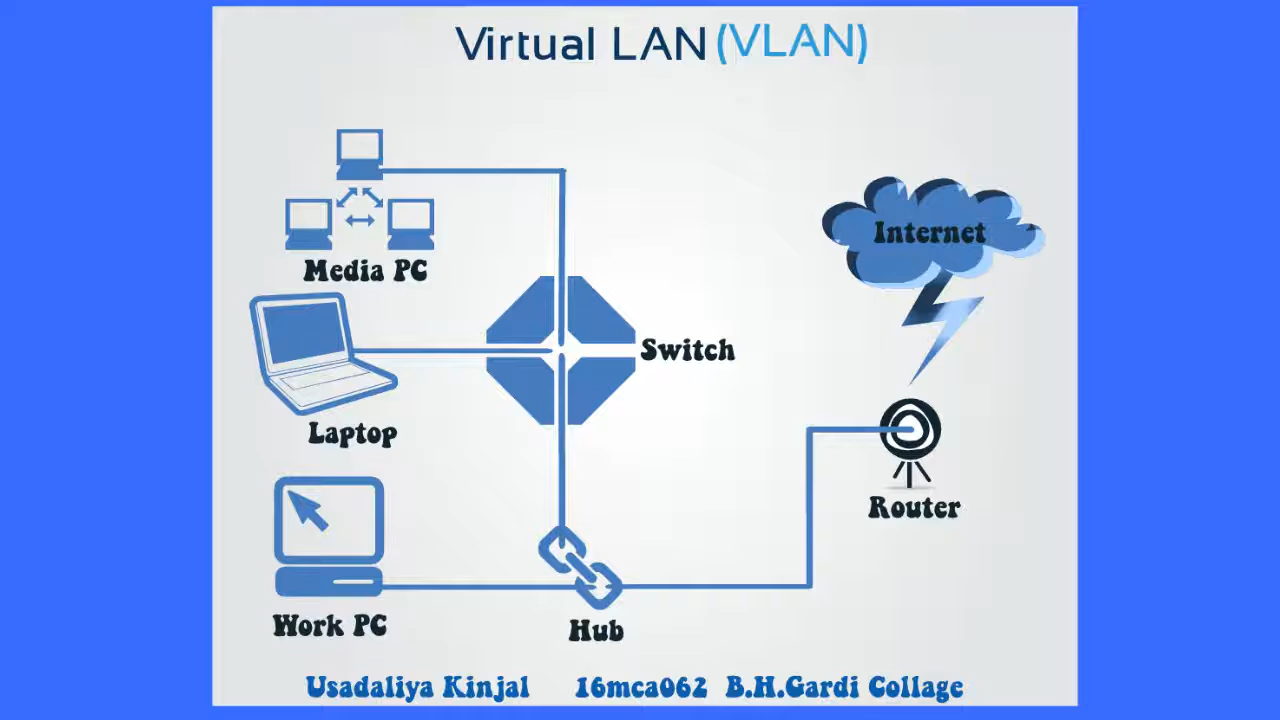 Virtual LAN (VLAN)
Internet
Media PC
Switch
Laptop
Router
Work PC
Hub
Usadaliya Kinjal 16mca062 B.H.Gardi Collage